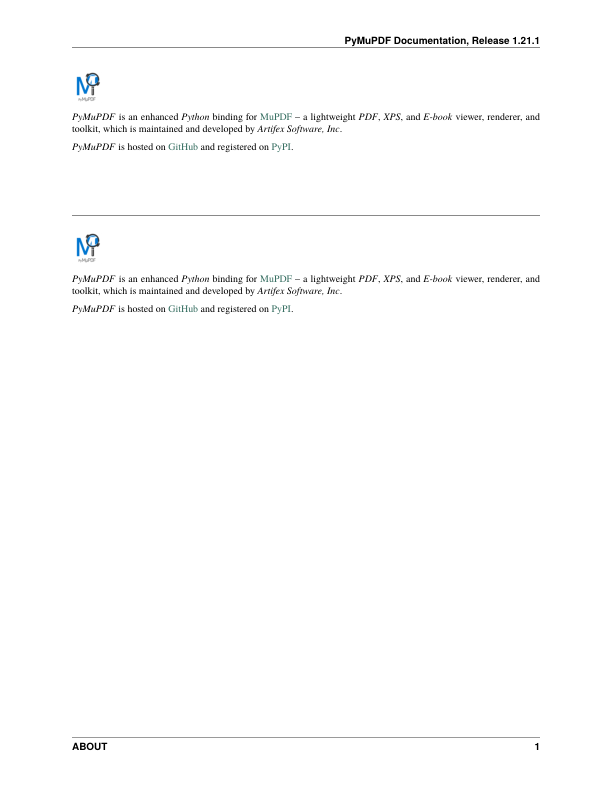 PyMuPDF Documentation, Release 1.21.1
PyMuPDF
PyMuPDF is an enhanced Python binding for MuPDF – a lightweight PDF, XPS, and E-book viewer, renderer, and
toolkit, which is maintained and developed by Artifex Software, Inc.
PyMuPDF is hosted on GitHub and registered on PyPI.
PyMuPDF
PyMuPDF is an enhanced Python binding for MuPDF – a lightweight PDF, XPS, and E-book viewer, renderer, and
toolkit, which is maintained and developed by Artifex Software, Inc.
PyMuPDF is hosted on GitHub and registered on PyPI.
ABOUT 1